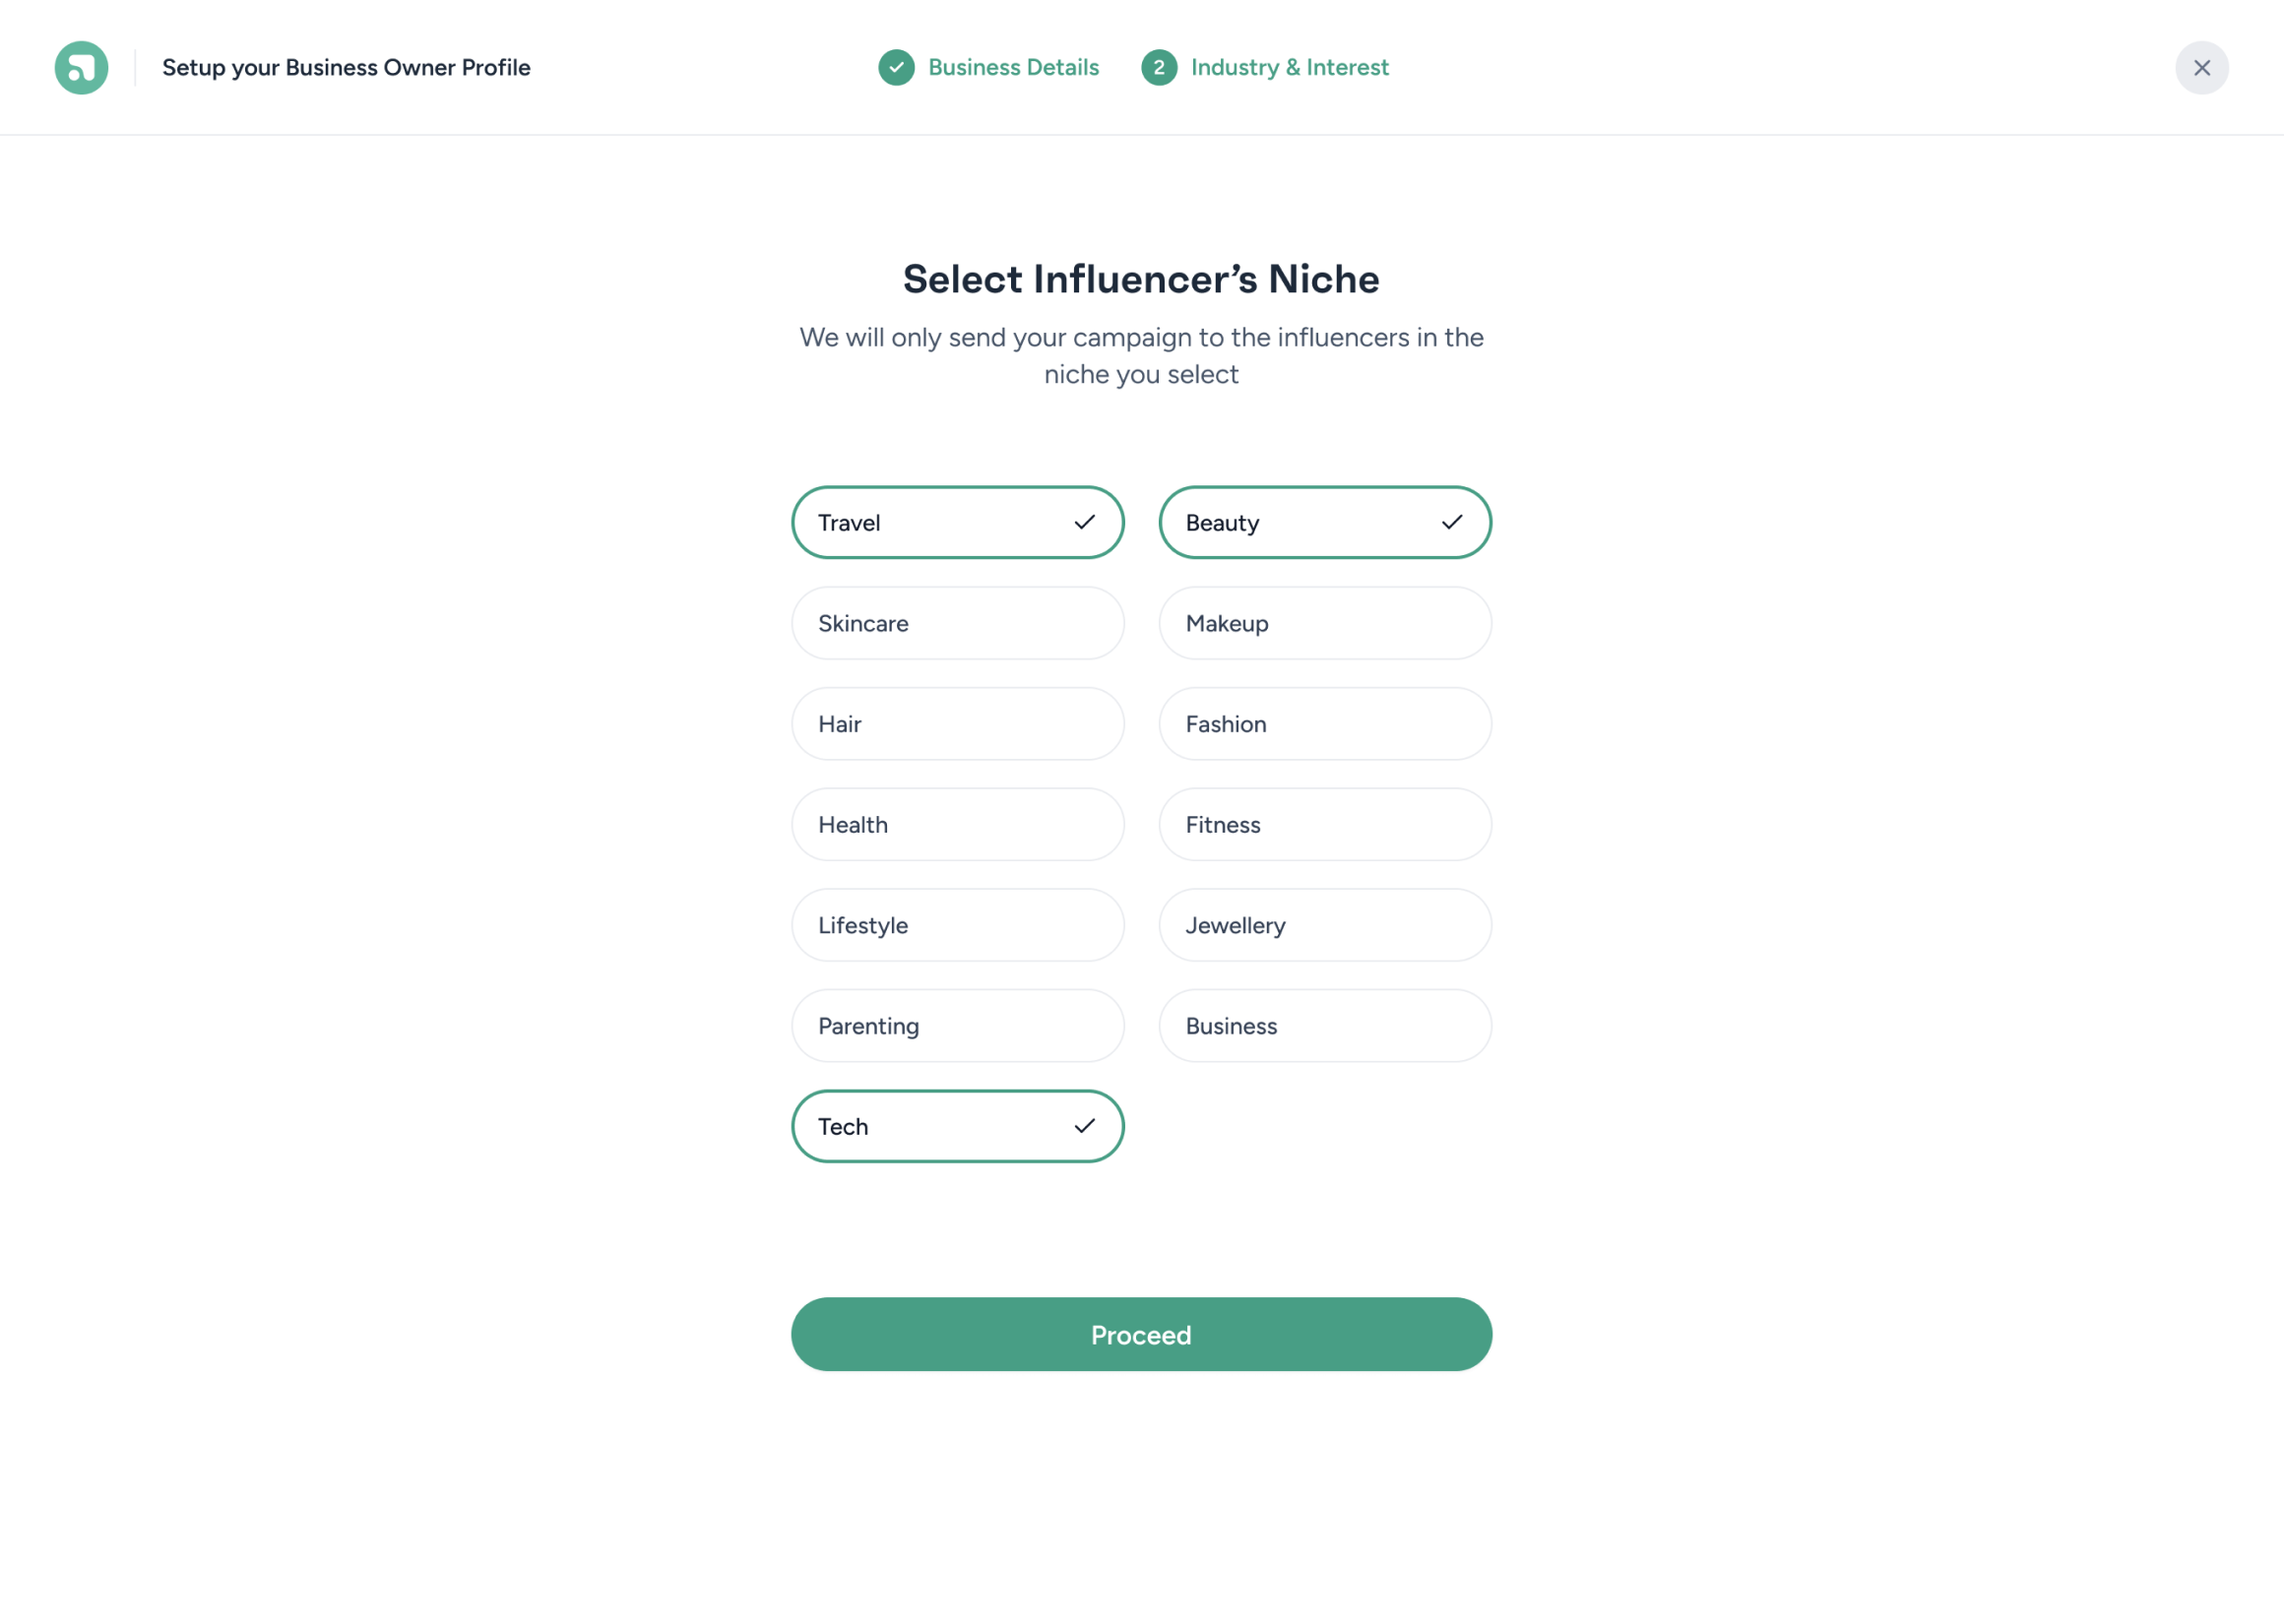 Setup your Business Owner Profile
Business Details
2 Industry & Interest
Select Influencer’s Niche
We will only send your campaign to the influencers in the
niche you select
Travel
Beauty
Skincare
Makeup
Hair
Fashion
Health
Fitness
Lifestyle
Jewellery
Parenting
Business
Tech
Proceed